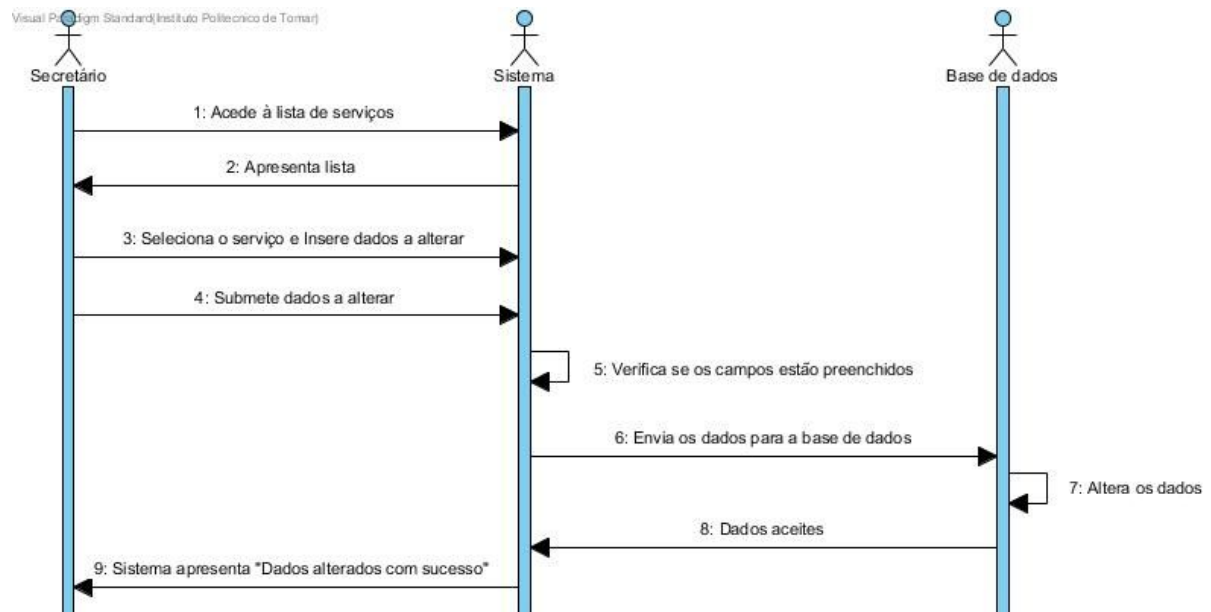 Visual Paradigm Standard(Instituto Politecnico de Tomar)
Secretário
Sistema
Base de dados
1: Acede à lista de serviços
2: Apresenta lista
3: Seleciona o serviço e Insere dados a alterar
4: Submete dados a alterar
5: Verifica se os campos estão preenchidos
6: Envia os dados para a base de dados
7: Altera os dados
8: Dados aceites
9: Sistema apresenta "Dados alterados com sucesso"